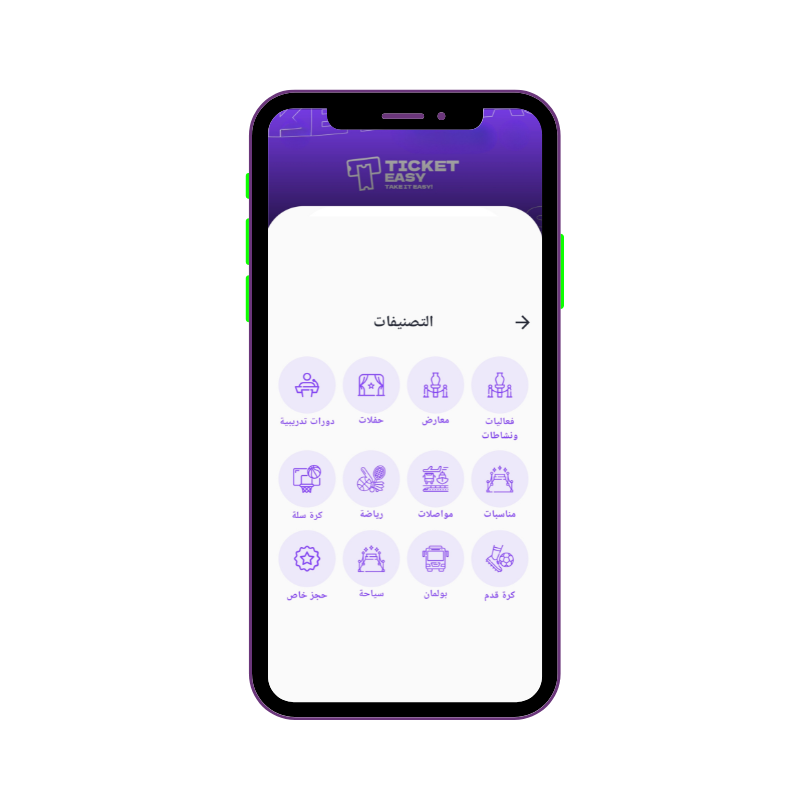 TICKET
EASY
TAKE IT EASY!
التصنيفات
فعاليات ونشاطات
معارض
حفلات
دورات تدريبية
مناسبات
مواصلات
رياضة
كرة سلة
كرة قدم
بولمان
سياحة
حجز خاص